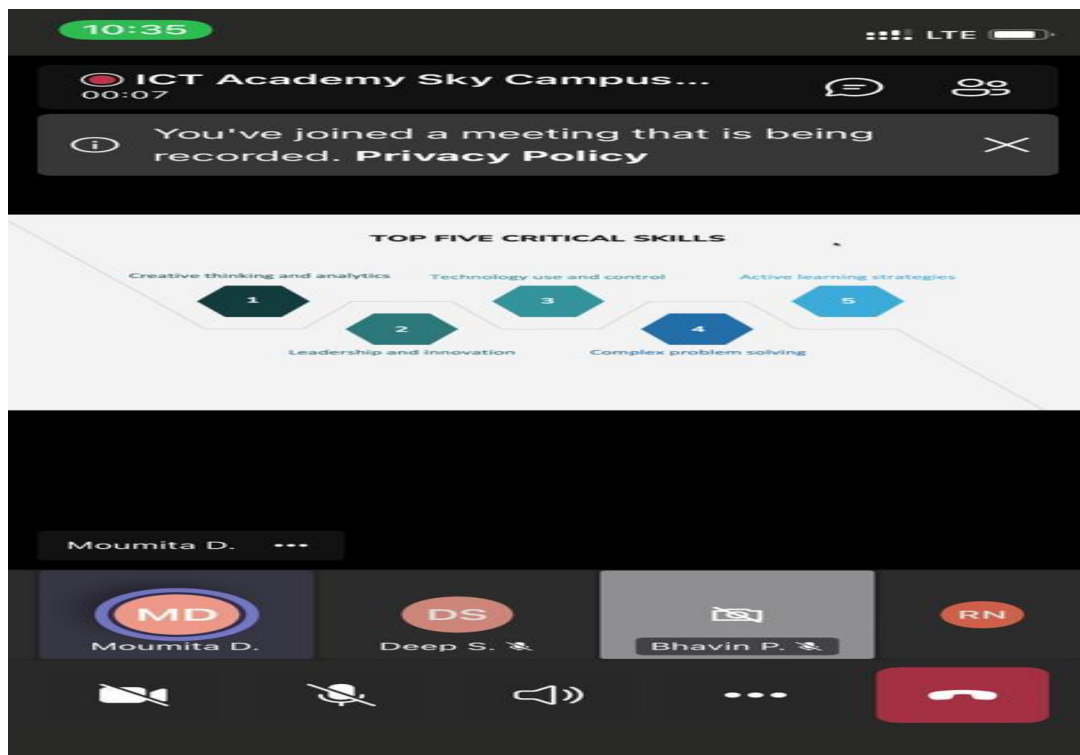 10:35
LTE
ICT Academy Sky Campus...
00:07
You've joined a meeting that is being
recorded. Privacy Policy
TOP FIVE CRITICAL SKILLS
Creative thinking and analytics
Technology use and control
Active learning strategies
1
3
5
2
4
Leadership and innovation
Complex problem solving
Moumita D.
MD
DS
RN
Moumita D.
Deep S.
Bhavin P.